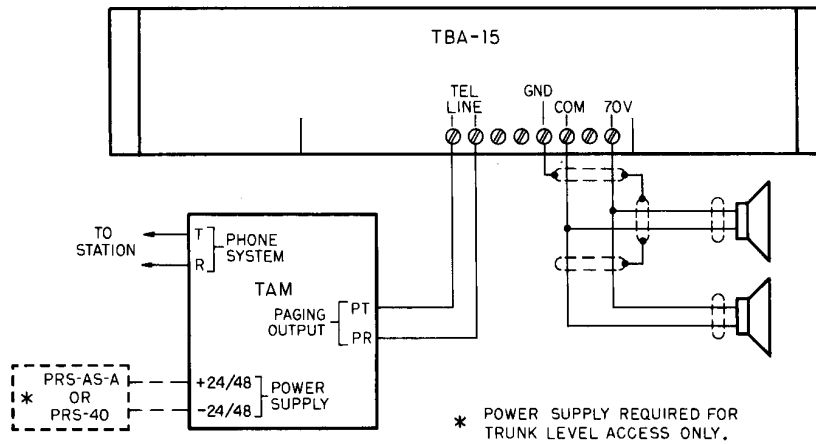 TBA-15
TEL
LINE
GND
COM
70V
TO
STATION
T
R
PHONE
SYSTEM
TAM
PAGING
OUTPUT
PT
PR
* PRS-AS-A
OR
PRS-40
+24/48
-24/48
POWER
SUPPLY
* POWER SUPPLY REQUIRED FOR
TRUNK LEVEL ACCESS ONLY.